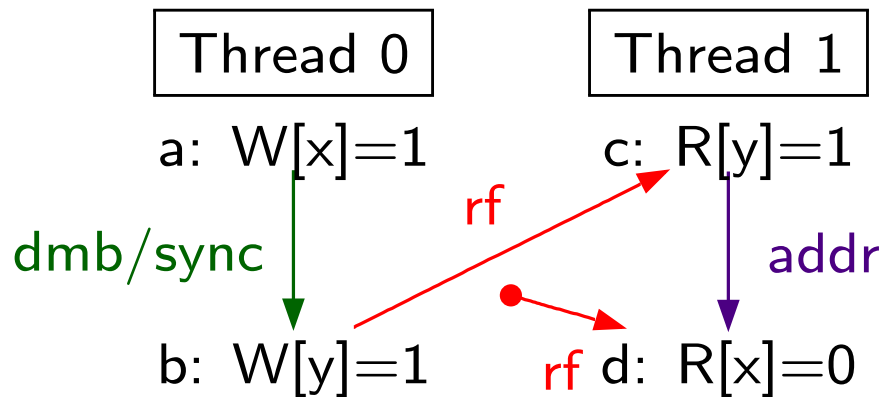 Thread 0
Thread 1
a: W[x]=1
c: R[y]=1
rf
dmb/sync
addr
b: W[y]=1
rf
d: R[x]=0